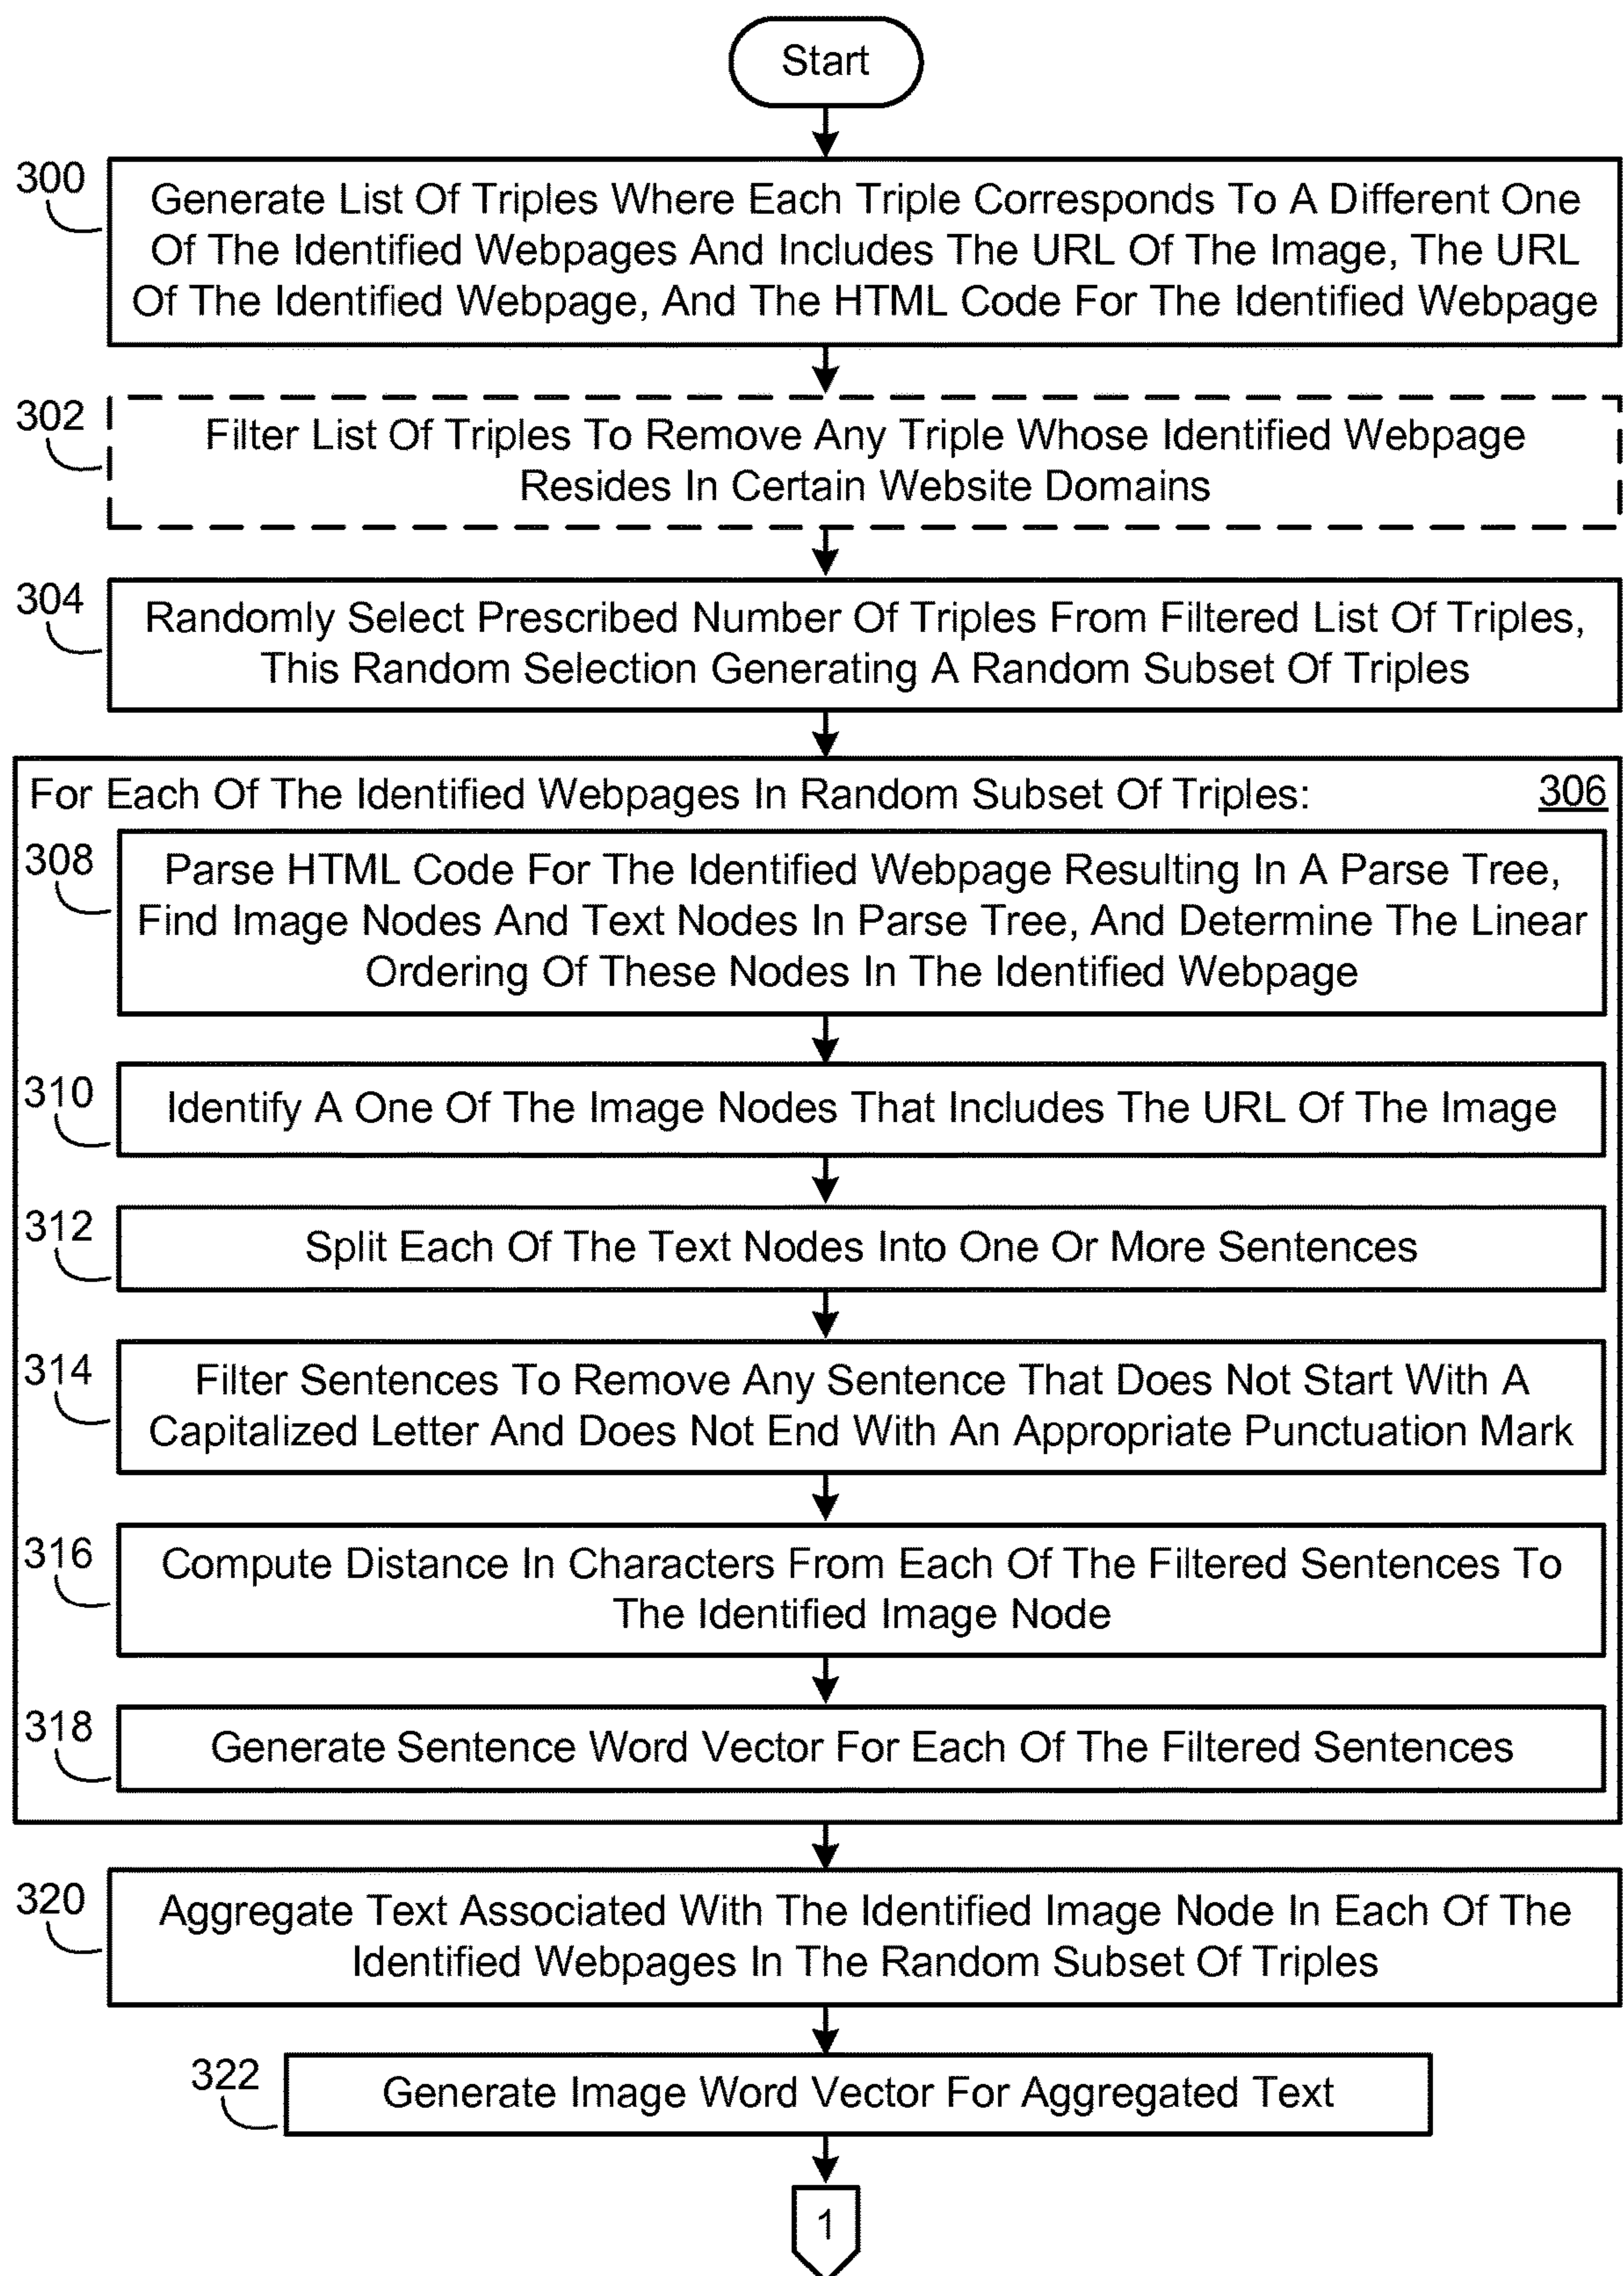 Start
300
Generate List Of Triples Where Each Triple Corresponds To A Different One
Of The Identified Webpages And Includes The URL Of The Image, The URL
Of The Identified Webpage, And The HTML Code For The Identified Webpage
302
Filter List Of Triples To Remove Any Triple Whose Identified Webpage
Resides In Certain Website Domains
304
Randomly Select Prescribed Number Of Triples From Filtered List Of Triples,
This Random Selection Generating A Random Subset Of Triples
For Each Of The Identified Webpages In Random Subset Of Triples: 306
308
Parse HTML Code For The Identified Webpage Resulting In A Parse Tree,
Find Image Nodes And Text Nodes In Parse Tree, And Determine The Linear
Ordering Of These Nodes In The Identified Webpage
310
Identify A One Of The Image Nodes That Includes The URL Of The Image
312
Split Each Of The Text Nodes Into One Or More Sentences
314
Filter Sentences To Remove Any Sentence That Does Not Start With A
Capitalized Letter And Does Not End With An Appropriate Punctuation Mark
316
Compute Distance In Characters From Each Of The Filtered Sentences To
The Identified Image Node
318
Generate Sentence Word Vector For Each Of The Filtered Sentences
320
Aggregate Text Associated With The Identified Image Node In Each Of The
Identified Webpages In The Random Subset Of Triples
322
Generate Image Word Vector For Aggregated Text
1